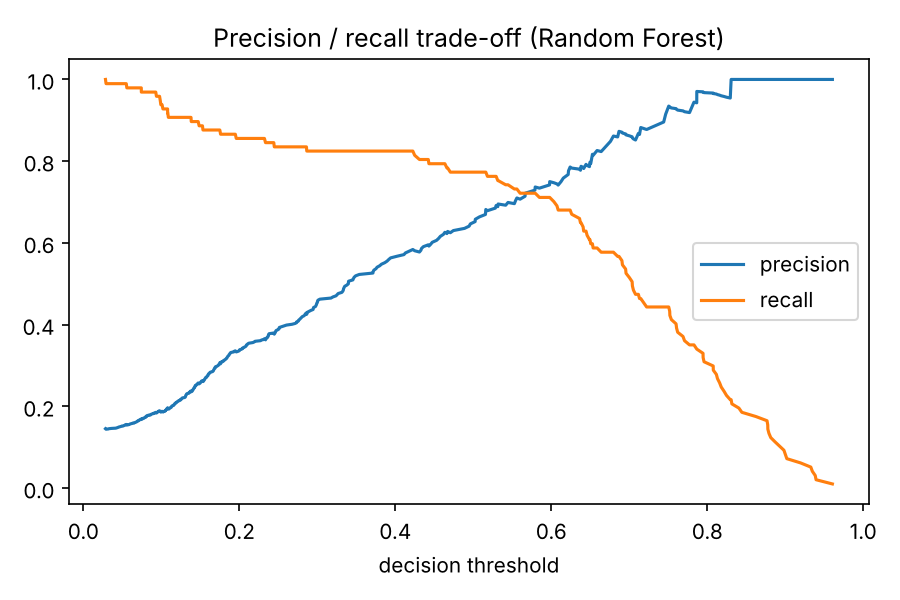 Precision / recall trade-off (Random Forest)
1.0
0.8
0.6
0.4
0.2
0.0
precision
recall
0.0 0.2 0.4 0.6 0.8 1.0
decision threshold